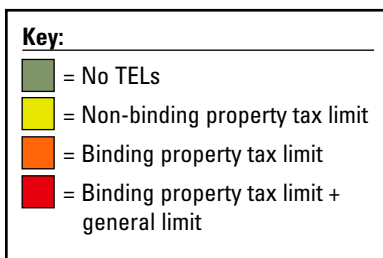 Key:
= No TELs
= Non-binding property tax limit
= Binding property tax limit
= Binding property tax limit +
general limit